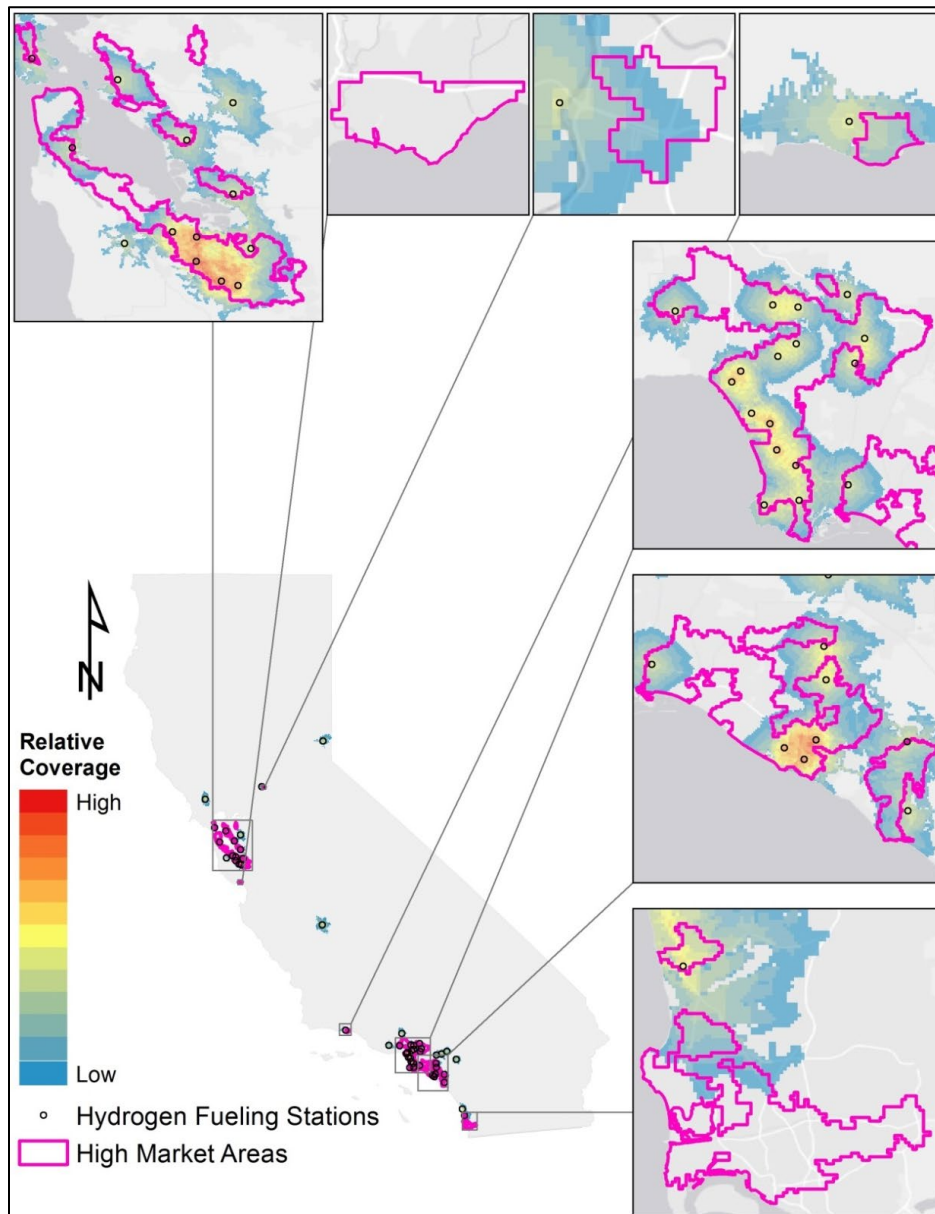 N
Relative
Coverage
High
Low
Hydrogen Fueling Stations
High Market Areas